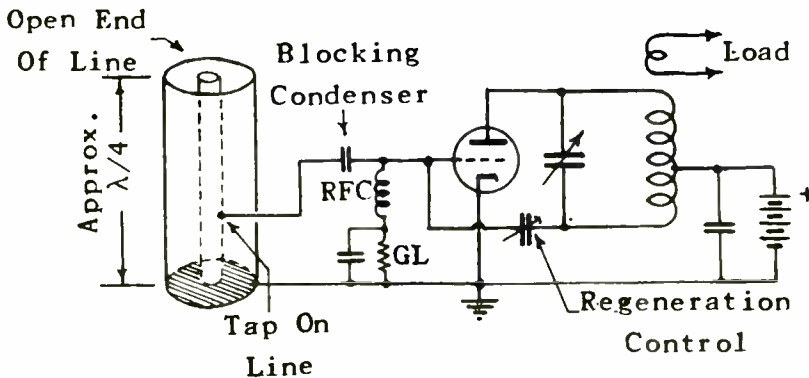 Open End
Of Line
Blocking
Condenser
Load
Approx.
λ/4
RFC
GL
+
Tap On
Line
Regeneration
Control